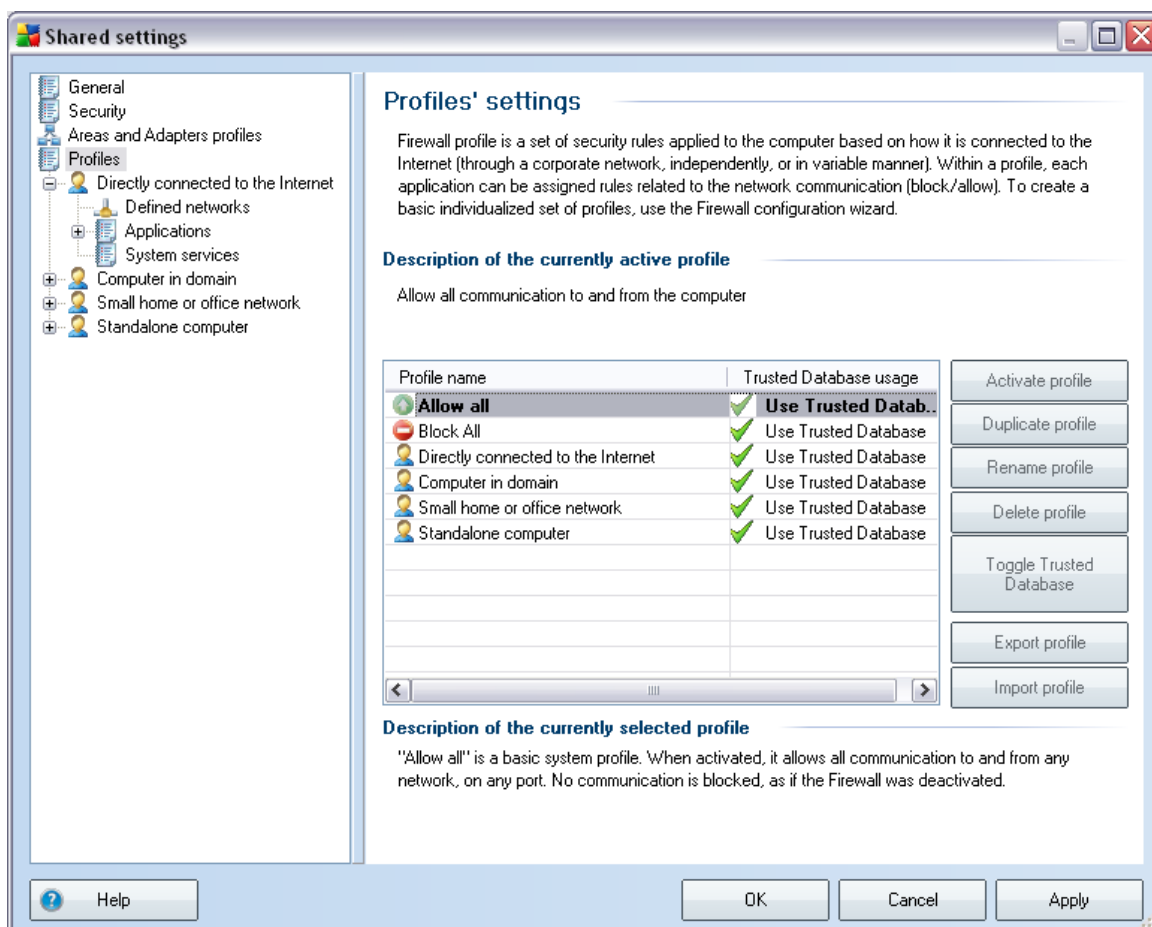 Shared settings
General
Security
Areas and Adapters profiles
Profiles
Directly connected to the Internet
Defined networks
Applications
System services
Computer in domain
Small home or office network
Standalone computer
Profiles' settings
Firewall profile is a set of security rules applied to the computer based on how it is connected to the
Internet (through a corporate network, independently, or in variable manner). Within a profile, each
application can be assigned rules related to the network communication (block/allow). To create a
basic individualized set of profiles, use the Firewall configuration wizard.
Description of the currently active profile
Allow all communication to and from the computer
Profile name Trusted Database usage
Allow all Use Trusted Datab..
Block All Use Trusted Database
Directly connected to the Internet Use Trusted Database
Computer in domain Use Trusted Database
Small home or office network Use Trusted Database
Standalone computer Use Trusted Database
Activate profile
Duplicate profile
Rename profile
Delete profile
Toggle Trusted
Database
Export profile
Import profile
Description of the currently selected profile
"Allow all" is a basic system profile. When activated, it allows all communication to and from any
network, on any port. No communication is blocked, as if the Firewall was deactivated.
Help
OK
Cancel
Apply